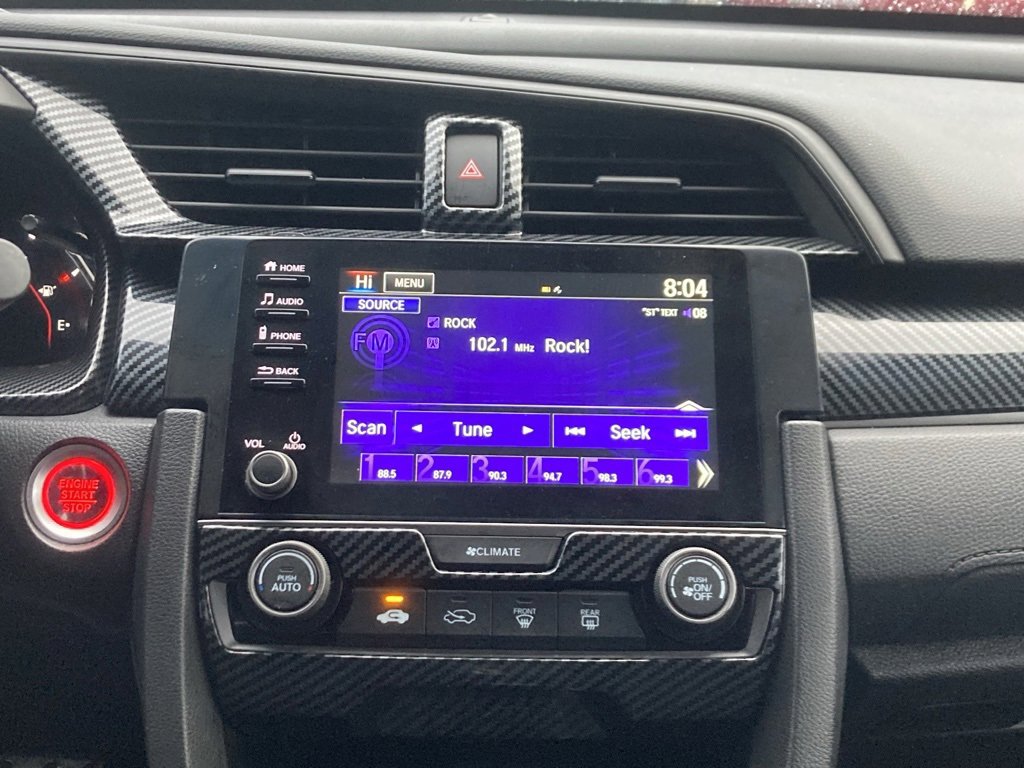 HOME
AUDIO
PHONE
BACK
VOL
AUDIO
Hi MENU 8:04
SOURCE
"ST" TEXT 08
FM
ROCK
102.1 MHz Rock!
Scan Tune Seek
1 88.5 2 87.9 3 90.3 4 94.7 5 98.3 6 99.3
E
ENGINE
START
STOP
CLIMATE
PUSH
AUTO
FRONT
REAR
PUSH
ON/
OFF